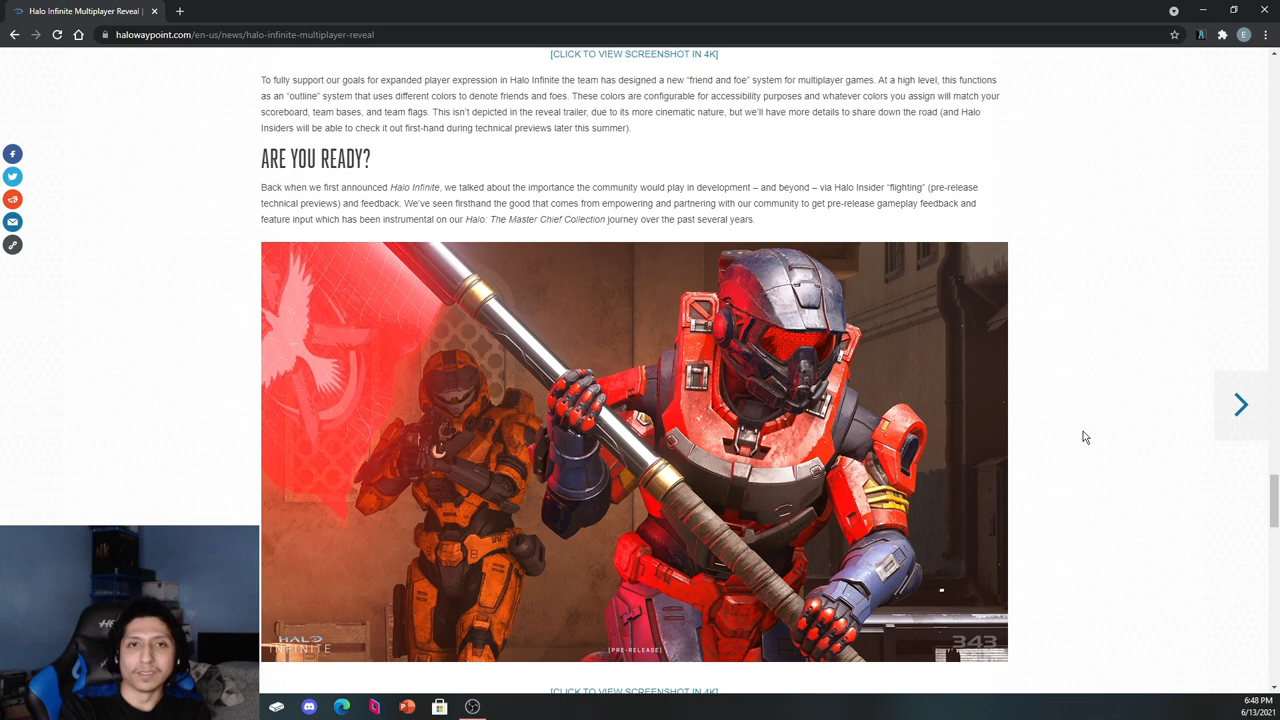 Halo Infinite Multiplayer Reveal |
halowaypoint.com/en-us/news/halo-infinite-multiplayer-reveal
E
[CLICK TO VIEW SCREENSHOT IN 4K]
To fully support our goals for expanded player expression in Halo Infinite the team has designed a new “friend and foe” system for multiplayer games. At a high level, this functions
as an “outline” system that uses different colors to denote friends and foes. These colors are configurable for accessibility purposes and whatever colors you assign will match your
scoreboard, team bases, and team flags. This isn’t depicted in the reveal trailer, due to its more cinematic nature, but we’ll have more details to share down the road (and Halo
Insiders will be able to check it out first-hand during technical previews later this summer).
ARE YOU READY?
Back when we first announced Halo Infinite, we talked about the importance the community would play in development – and beyond – via Halo Insider “flighting” (pre-release
technical previews) and feedback. We’ve seen firsthand the good that comes from empowering and partnering with our community to get pre-release gameplay feedback and
feature input which has been instrumental on our Halo: The Master Chief Collection journey over the past several years.
HALO
INFINITE
[PRE-RELEASE]
343
[CLICK TO VIEW SCREENSHOT IN 4K]
6:48 PM
6/13/2021